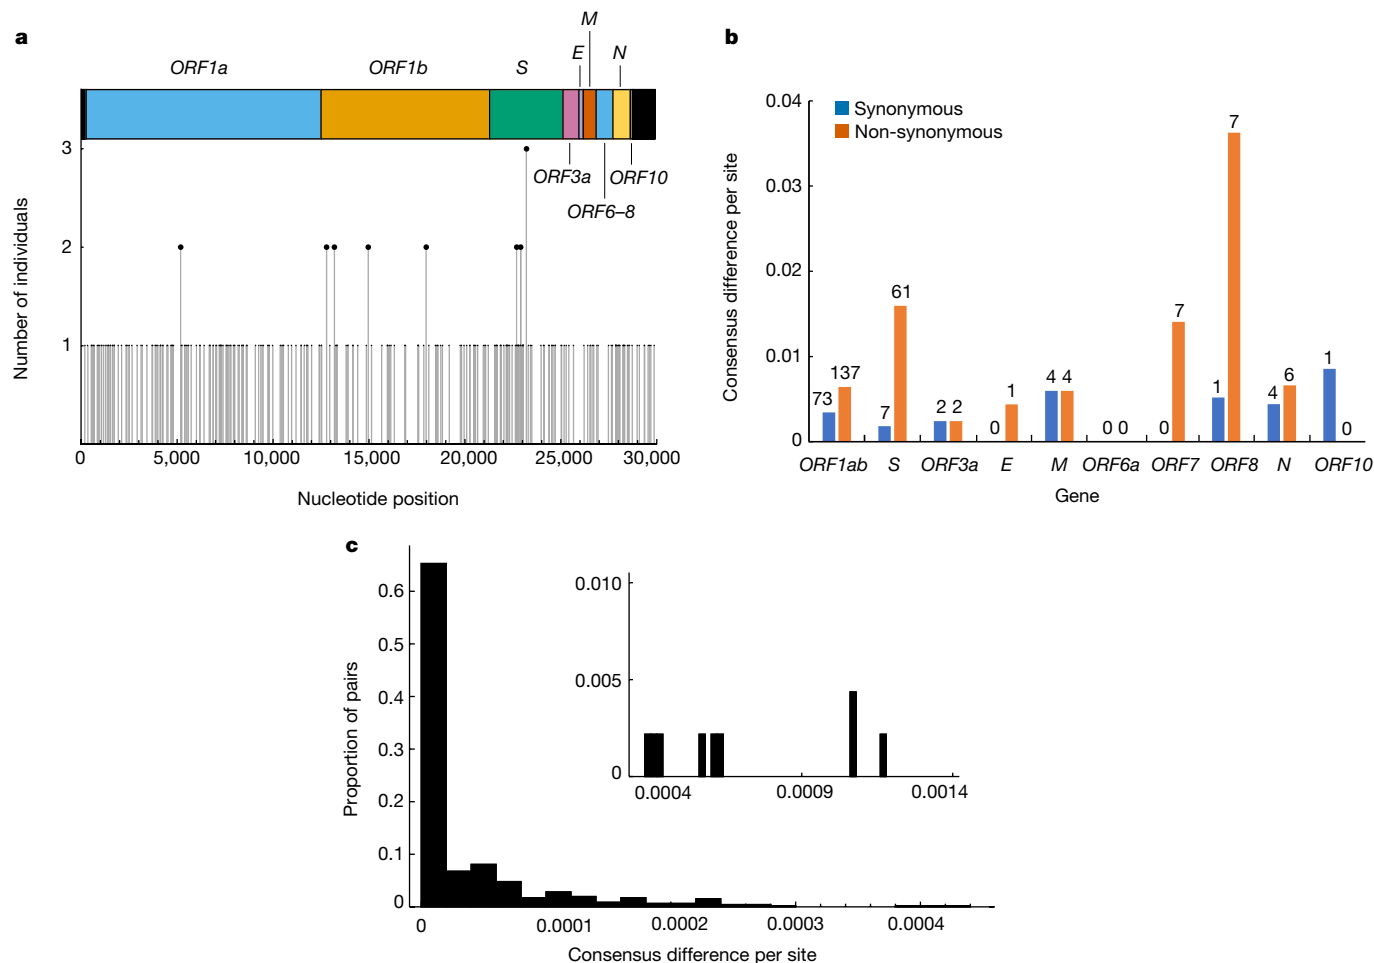 a
M
E
N
ORF1a
ORF1b
S
3
2
1
Number of individuals
ORF3a
ORF10
ORF6–8
0
5,000
10,000
15,000
20,000
25,000
30,000
Nucleotide position
b
Synonymous
Non-synonymous
0.04
0.03
0.02
0.01
0
Consensus difference per site
73
137
7
61
2 2
0
1
4 4
0 0
0
7
1
7
4
6
1
0
ORF1ab
S
ORF3a
E
M
ORF6a
ORF7
ORF8
N
ORF10
Gene
c
0.6
0.5
0.4
0.3
0.2
0.1
0
Proportion of pairs
0.010
0.005
0
0.0004
0.0009
0.0014
0
0.0001
0.0002
0.0003
0.0004
Consensus difference per site